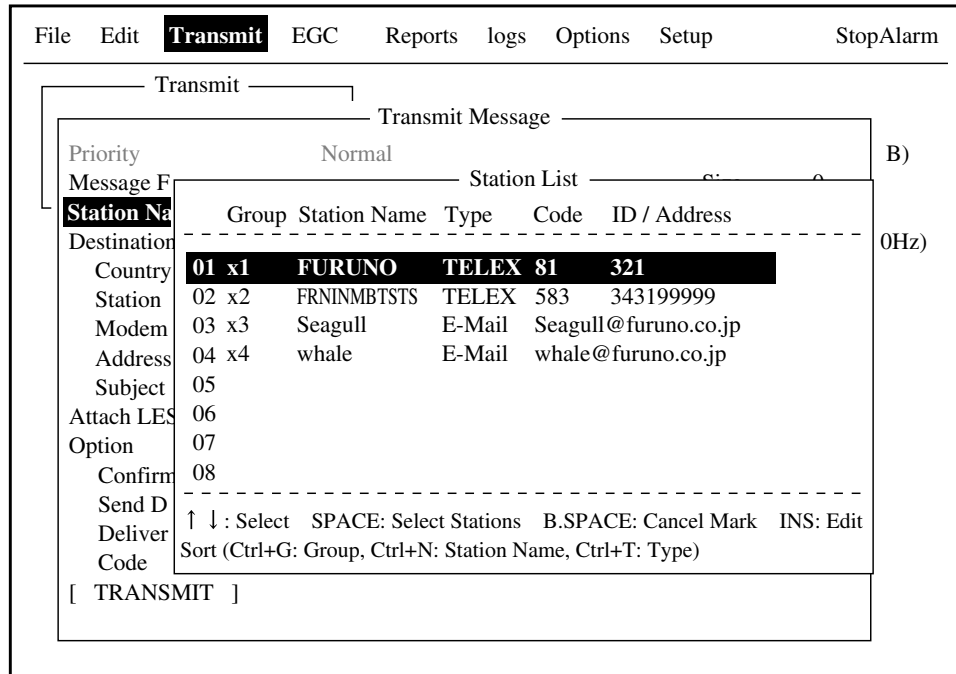 File Edit Transmit EGC Reports logs Options Setup StopAlarm
Transmit
Transmit Message
Priority Normal B)
Message F
Station List
Station Na
Group Station Name Type Code ID / Address
Destination 0Hz)
Country 01 x1 FURUNO TELEX 81 321
Station 02 x2 FRNINMBTSTS TELEX 583 343199999
Modem 03 x3 Seagull E-Mail Seagull@furuno.co.jp
Address 04 x4 whale E-Mail whale@furuno.co.jp
Subject 05
Attach LES 06
Option 07
Confirm 08
Send D
Deliver ↑ ↓ : Select SPACE: Select Stations B.SPACE: Cancel Mark INS: Edit
Code Sort (Ctrl+G: Group, Ctrl+N: Station Name, Ctrl+T: Type)
[ TRANSMIT ]